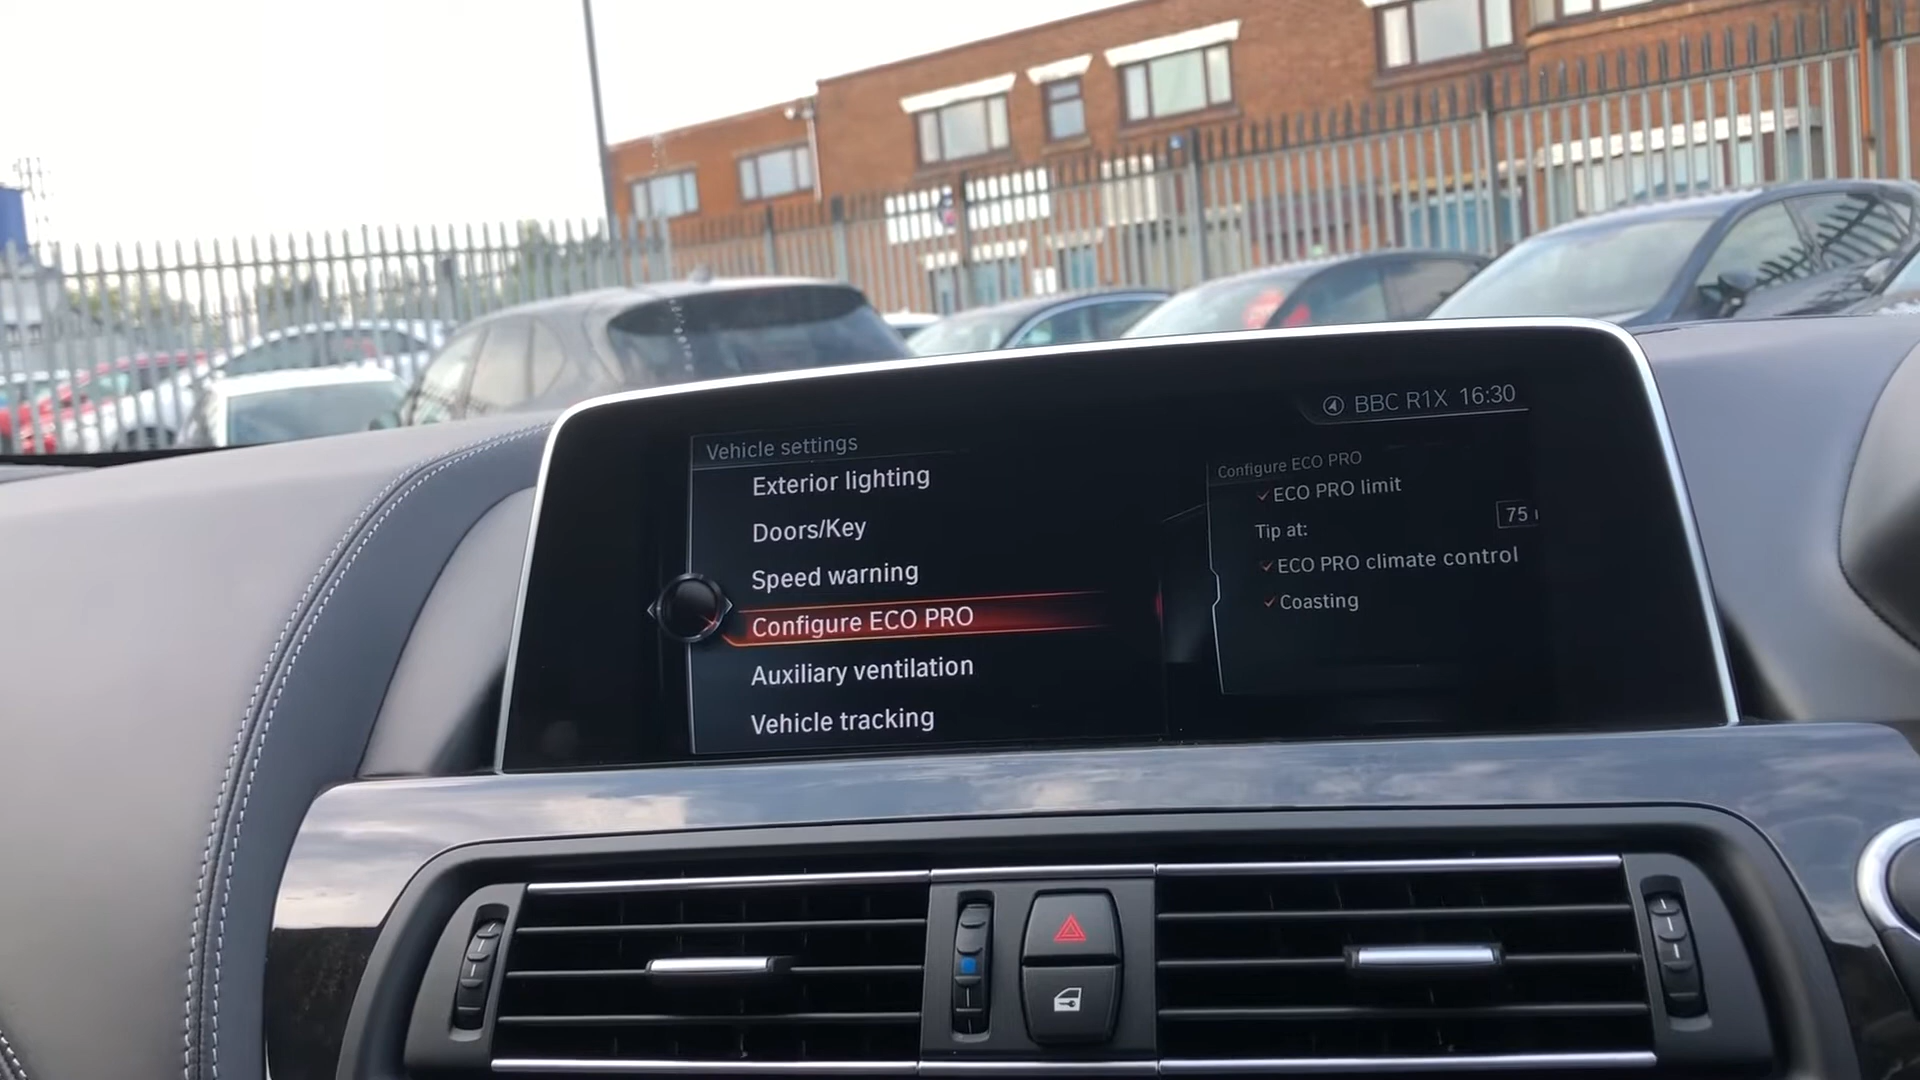 BBC R1X 16:30
Vehicle settings
Exterior lighting
Doors/Key
Speed warning
Configure ECO PRO
Auxiliary ventilation
Vehicle tracking
Configure ECO PRO
ECO PRO limit
Tip at:
75
ECO PRO climate control
Coasting